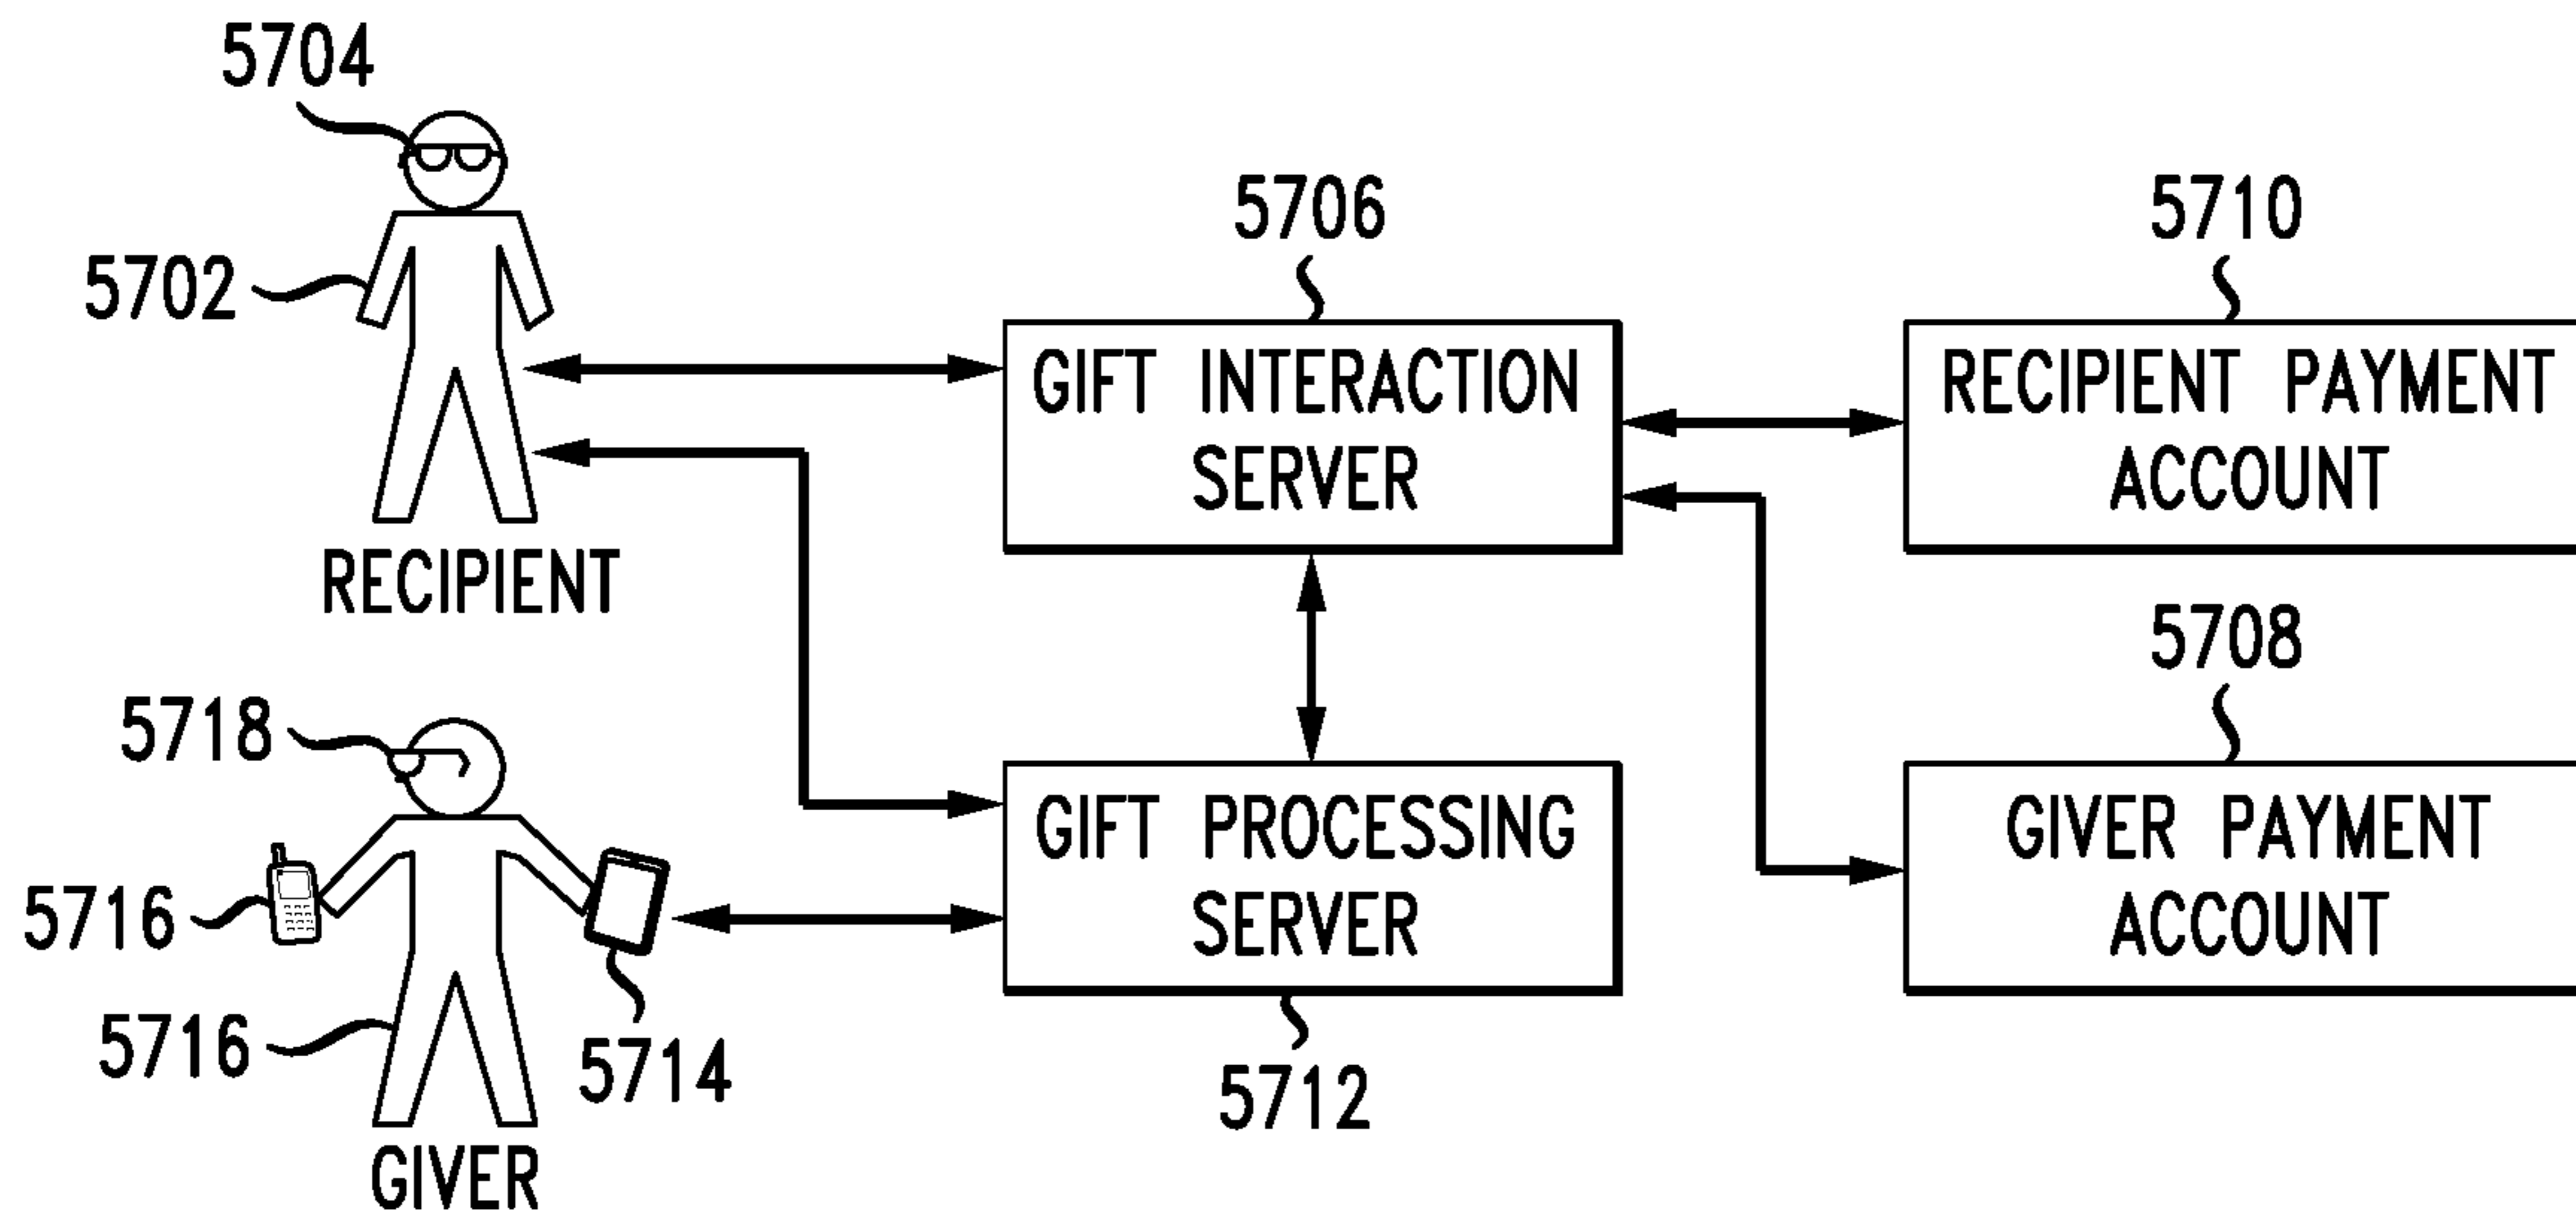 5704
5702
RECIPIENT
5706
GIFT INTERACTION
SERVER
5710
RECIPIENT PAYMENT
ACCOUNT
5718
5716
5716
5714
GIVER
GIFT PROCESSING
SERVER
5712
5708
GIVER PAYMENT
ACCOUNT